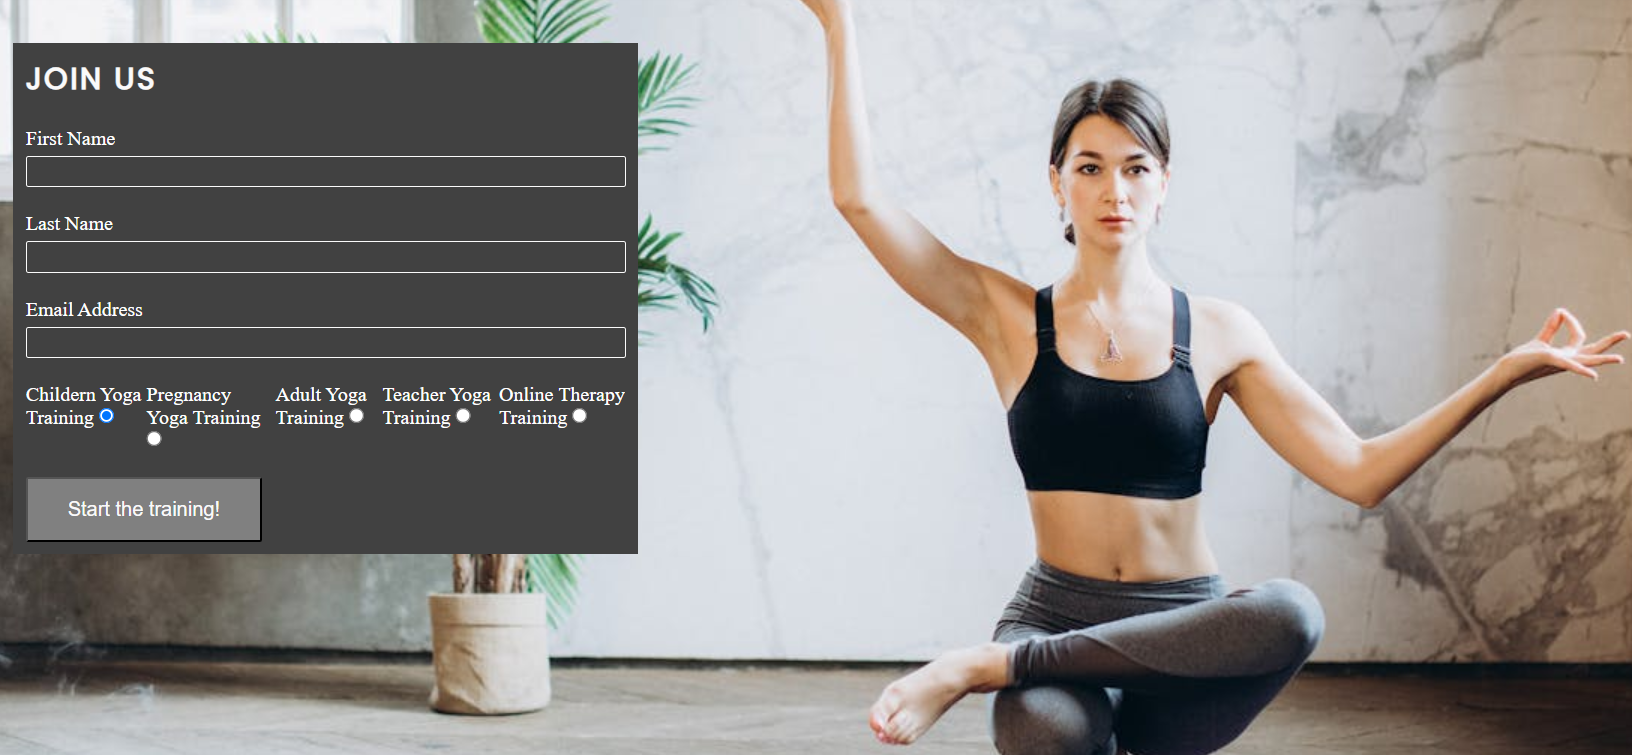 JOIN US
First Name
Last Name
Email Address
Childern Yoga Training
Pregnancy Yoga Training
Adult Yoga Training
Teacher Yoga Training
Online Therapy Training
Start the training!